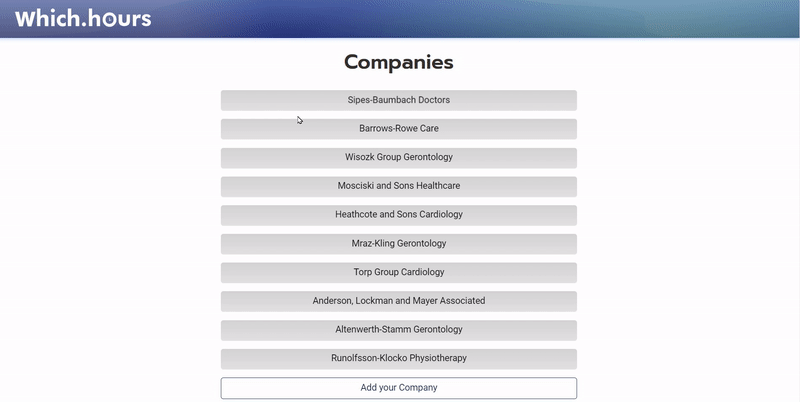 Which.hours
Companies
Sipes-Baumbach Doctors
Barrows-Rowe Care
Wisozk Group Gerontology
Mosciski and Sons Healthcare
Heathcote and Sons Cardiology
Mraz-Kling Gerontology
Torp Group Cardiology
Anderson, Lockman and Mayer Associated
Altenwerth-Stamm Gerontology
Runolfsson-Klocko Physiotherapy
Add your Company